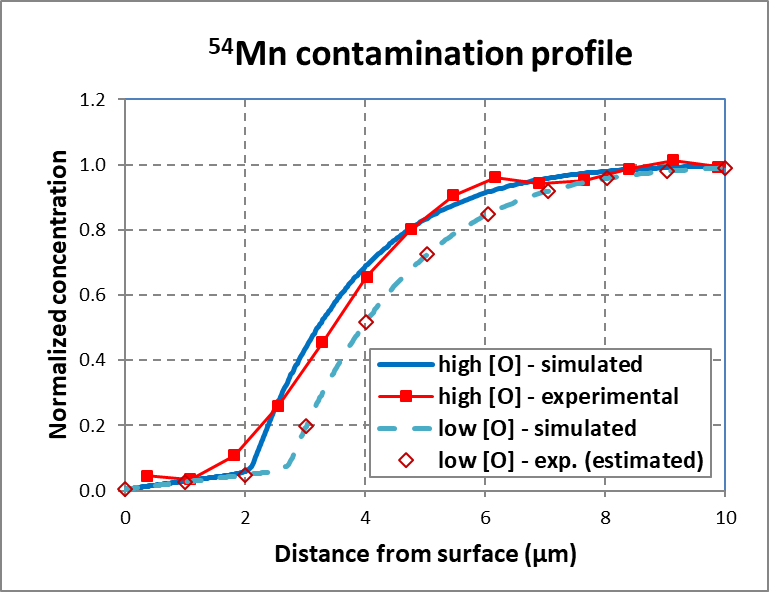 ⁵⁴Mn contamination profile
Normalized concentration
1.2
1.0
0.8
0.6
0.4
0.2
0.0
high [O] - simulated
high [O] - experimental
low [O] - simulated
low [O] - exp. (estimated)
0 2 4 6 8 10
Distance from surface (µm)